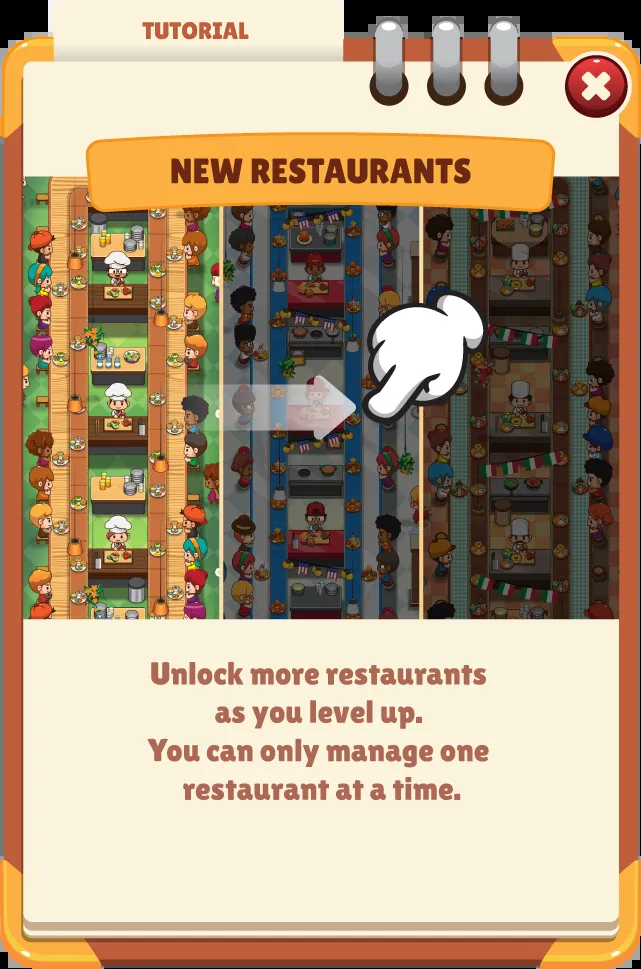 TUTORIAL
NEW RESTAURANTS
Unlock more restaurants
as you level up.
You can only manage one
restaurant at a time.